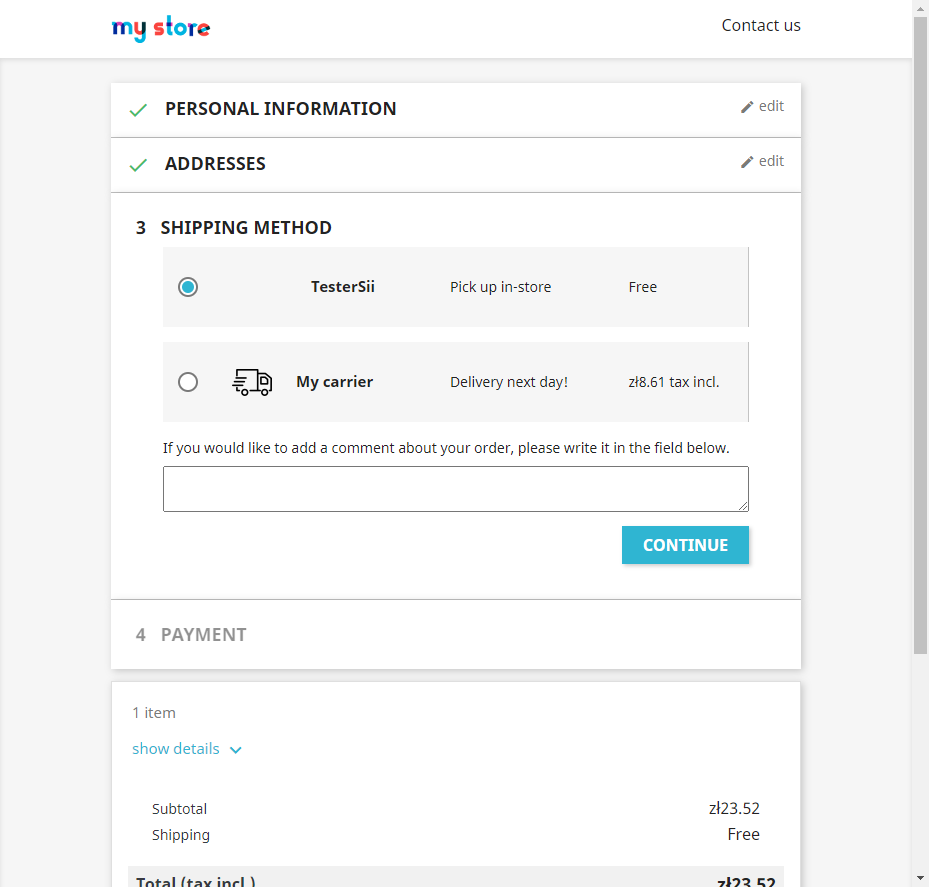 my store
Contact us
PERSONAL INFORMATION
edit
ADDRESSES
edit
3 SHIPPING METHOD
TesterSii Pick up in-store Free
My carrier Delivery next day! zł8.61 tax incl.
If you would like to add a comment about your order, please write it in the field below.
CONTINUE
4 PAYMENT
1 item
show details
Subtotal zł23.52
Shipping Free
Total (tax incl.) zł23.52